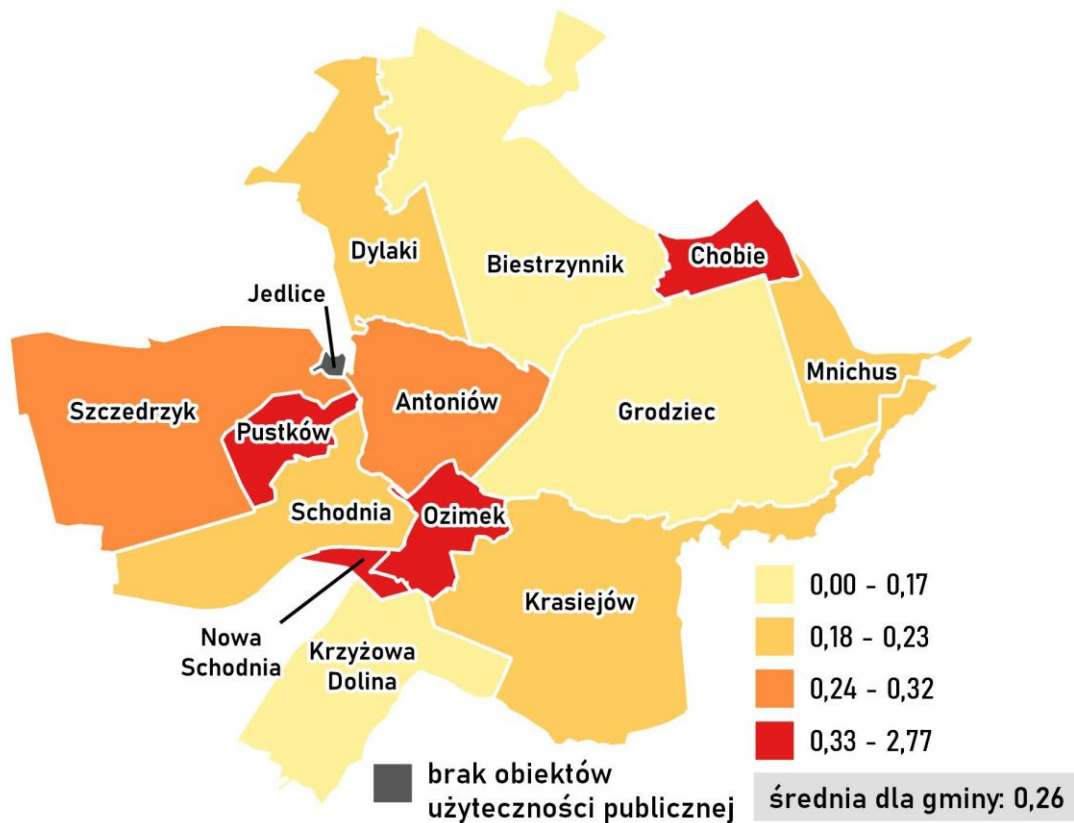 Dylaki
Biestrzynnik
Chobie
Jedlice
Mnichus
Szczedrzyk
Antoniów
Grodziec
Pustków
Schodnia
Ozimek
Krasiejów
Nowa
Schodnia
Krzyżowa
Dolina
0,00 - 0,17
0,18 - 0,23
0,24 - 0,32
0,33 - 2,77
brak obiektów
użyteczności publicznej
średnia dla gminy: 0,26